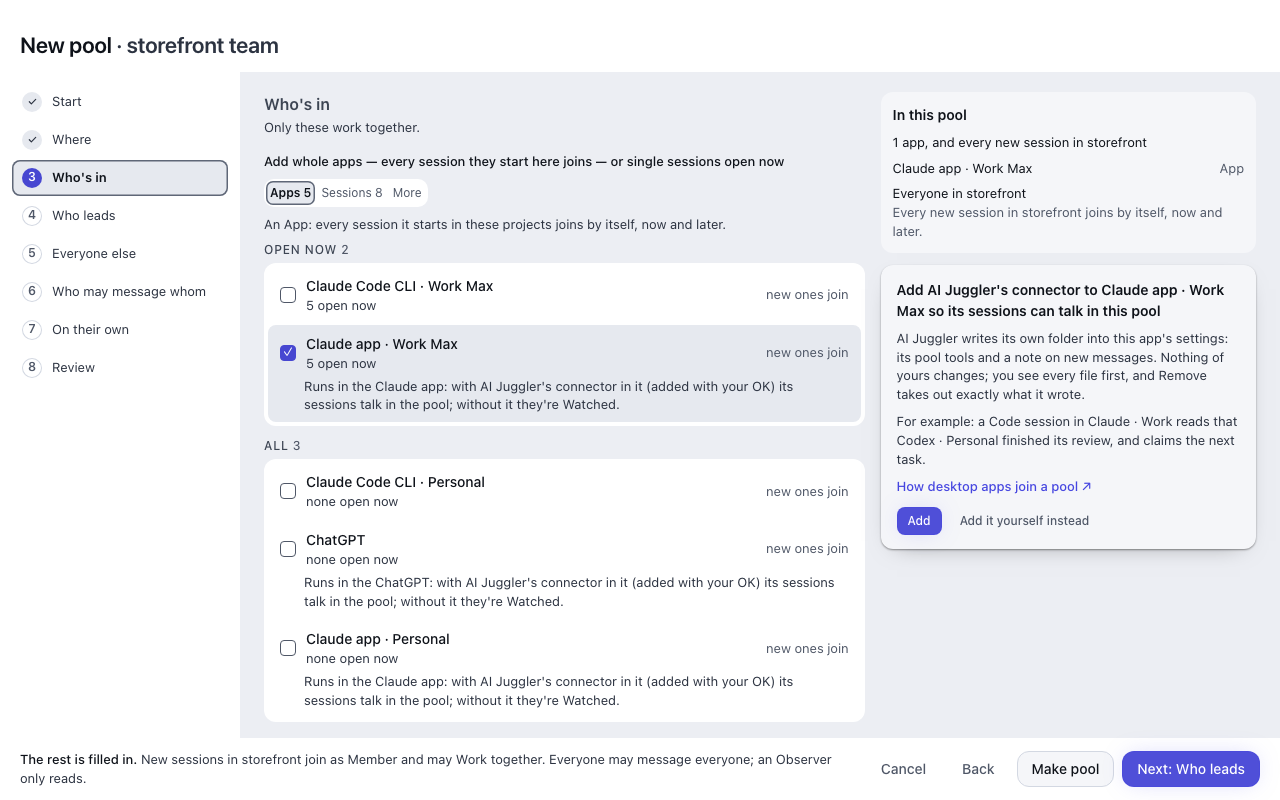 New pool · storefront team
Start
Where
3 Who's in
4 Who leads
5 Everyone else
6 Who may message whom
7 On their own
8 Review
Who's in
Only these work together.
Add whole apps — every session they start here joins — or single sessions open now
Apps 5 Sessions 8 More
An App: every session it starts in these projects joins by itself, now and later.
OPEN NOW 2
Claude Code CLI · Work Max
5 open now
new ones join
Claude app · Work Max
5 open now
new ones join
Runs in the Claude app: with AI Juggler's connector in it (added with your OK) its
sessions talk in the pool; without it they're Watched.
ALL 3
Claude Code CLI · Personal
none open now
new ones join
ChatGPT
none open now
new ones join
Runs in the ChatGPT: with AI Juggler's connector in it (added with your OK) its sessions
talk in the pool; without it they're Watched.
Claude app · Personal
none open now
new ones join
Runs in the Claude app: with AI Juggler's connector in it (added with your OK) its
sessions talk in the pool; without it they're Watched.
In this pool
1 app, and every new session in storefront
Claude app · Work Max App
Everyone in storefront
Every new session in storefront joins by itself, now and
later.
Add AI Juggler's connector to Claude app · Work
Max so its sessions can talk in this pool
AI Juggler writes its own folder into this app's settings:
its pool tools and a note on new messages. Nothing of
yours changes; you see every file first, and Remove
takes out exactly what it wrote.
For example: a Code session in Claude · Work reads that
Codex · Personal finished its review, and claims the next
task.
How desktop apps join a pool ↗
Add Add it yourself instead
The rest is filled in. New sessions in storefront join as Member and may Work together. Everyone may message everyone; an Observer
only reads.
Cancel Back Make pool Next: Who leads